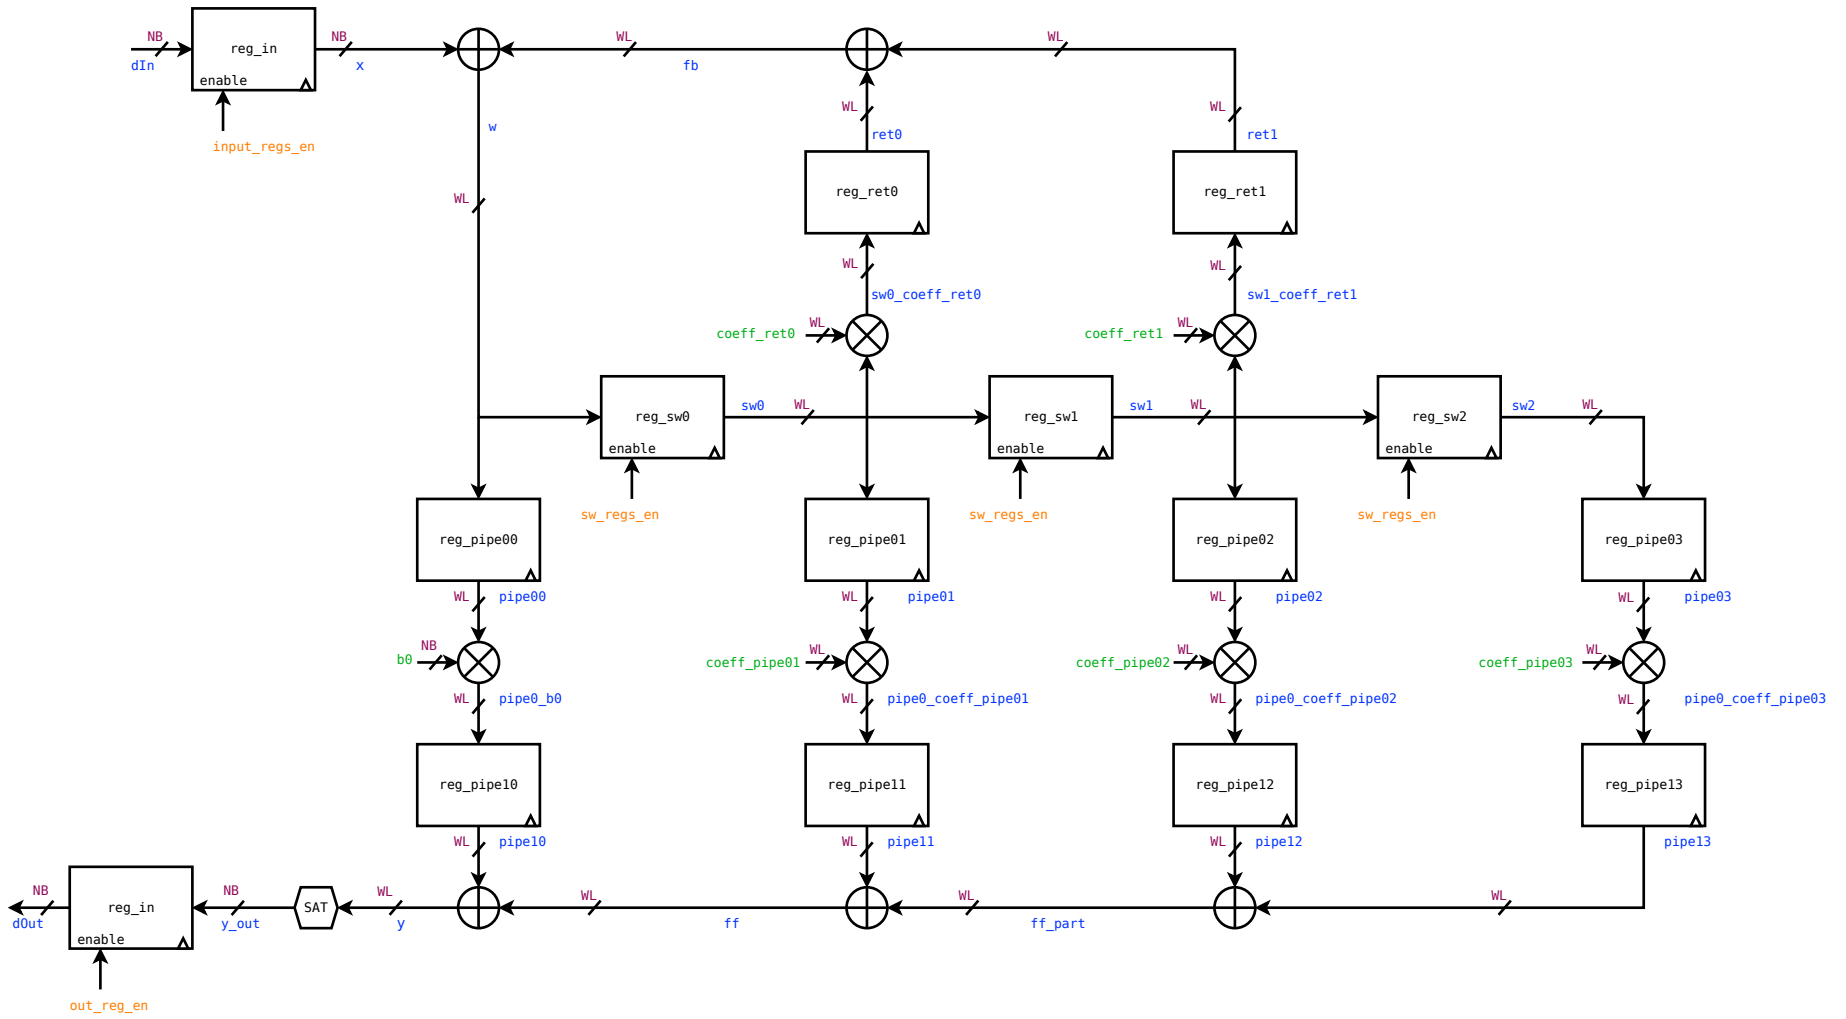 NB
dIn
reg_in
enable
input_regs_en
NB
x
WL
fb
WL
w
WL
WL
ret0
WL
ret1
reg_ret0
reg_ret1
WL
sw0_coeff_ret0
WL
sw1_coeff_ret1
coeff_ret0
WL
coeff_ret1
WL
reg_sw0
enable
sw_regs_en
sw0
WL
reg_sw1
enable
sw_regs_en
sw1
WL
reg_sw2
enable
sw_regs_en
sw2
WL
reg_pipe00
reg_pipe01
reg_pipe02
reg_pipe03
WL
pipe00
WL
pipe01
WL
pipe02
WL
pipe03
b0
NB
coeff_pipe01
WL
coeff_pipe02
WL
coeff_pipe03
WL
WL
pipe0_b0
WL
pipe0_coeff_pipe01
WL
pipe0_coeff_pipe02
WL
pipe0_coeff_pipe03
reg_pipe10
reg_pipe11
reg_pipe12
reg_pipe13
WL
pipe10
WL
pipe11
WL
pipe12
pipe13
NB
dOut
reg_in
enable
out_reg_en
NB
y_out
SAT
WL
y
WL
ff
WL
ff_part
WL